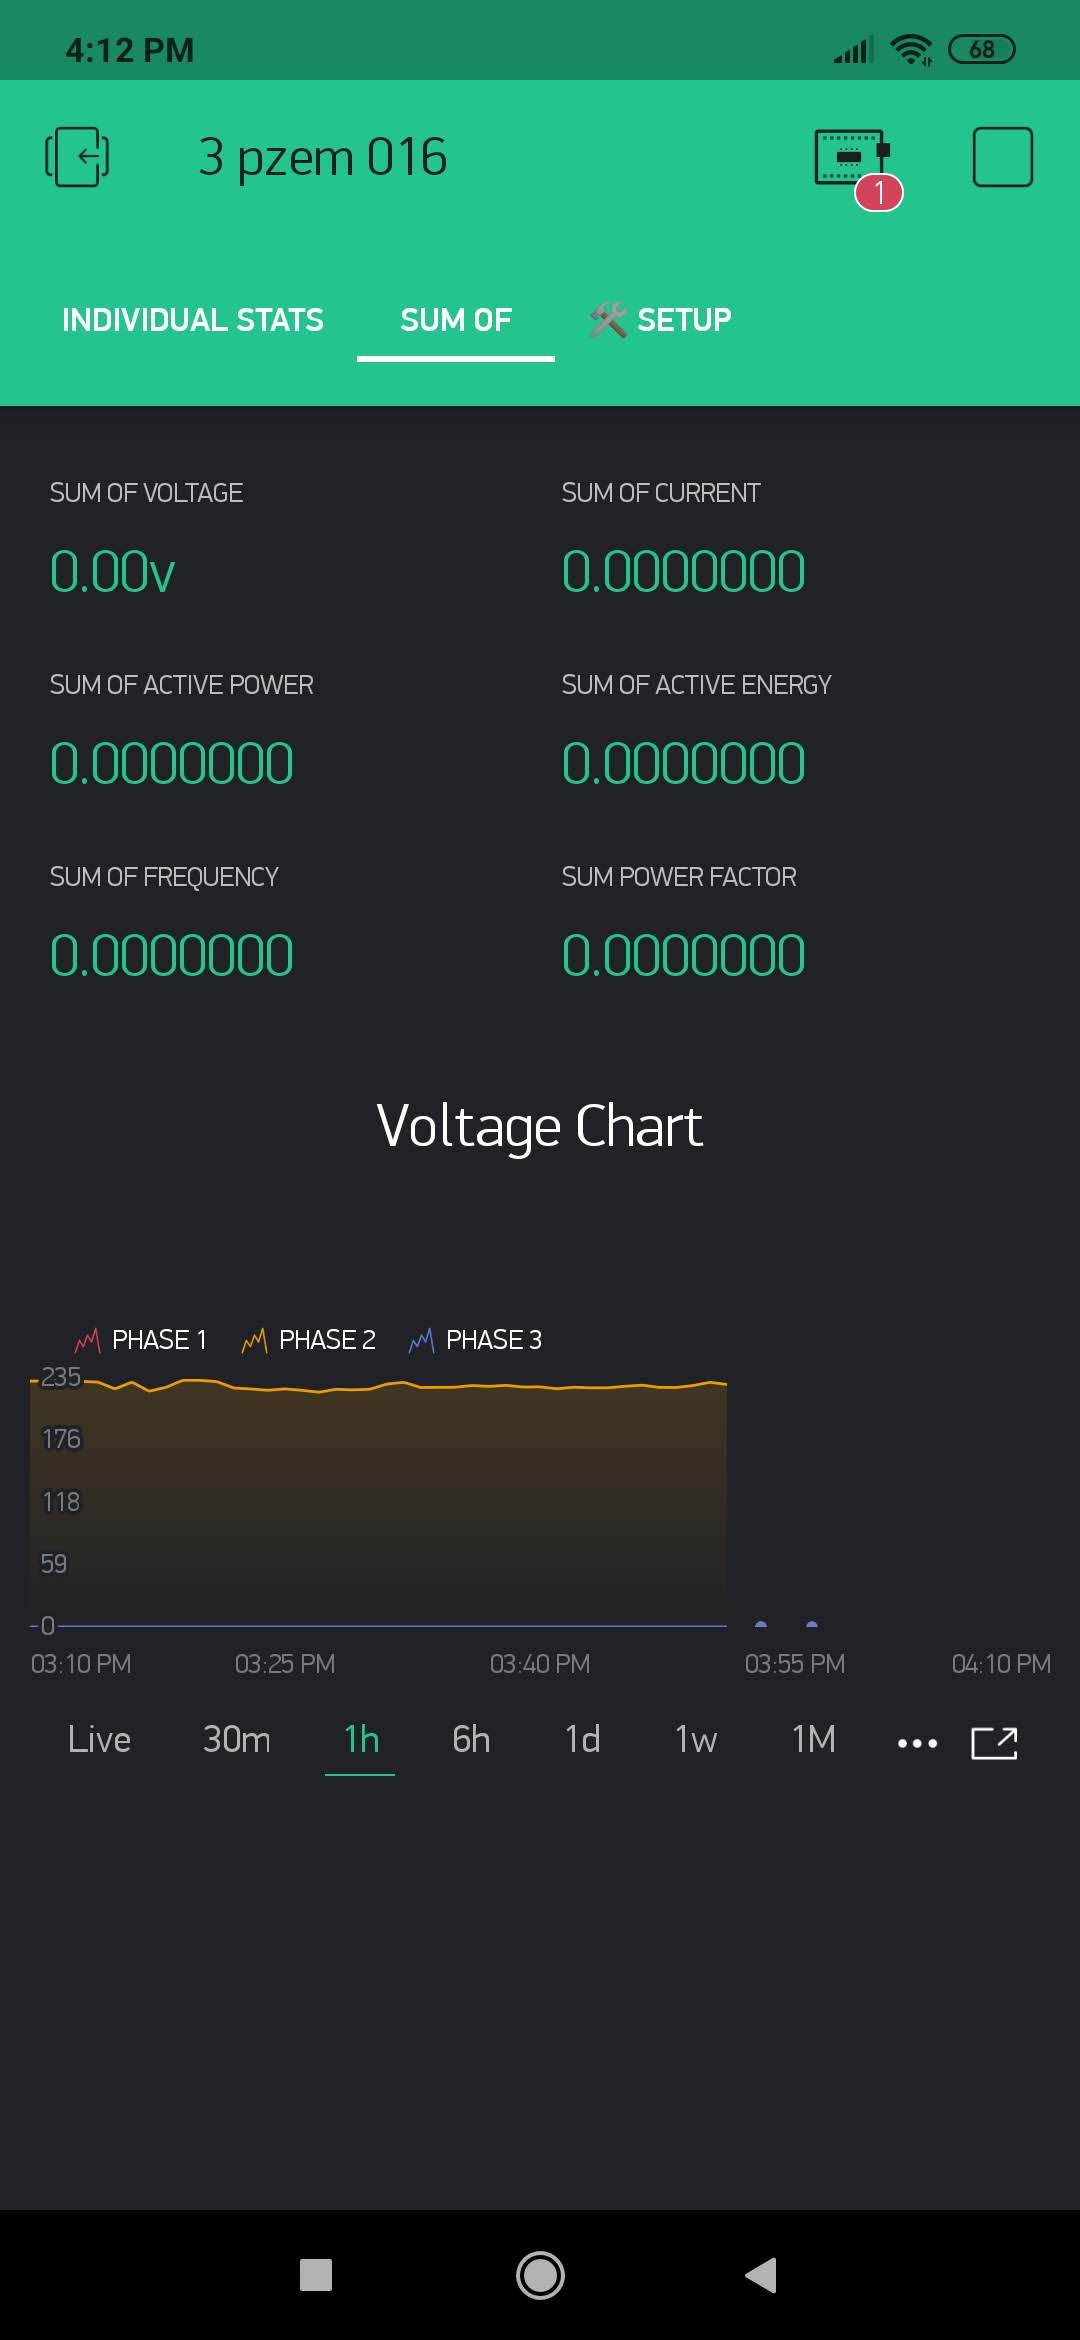 4:12 PM 68
3 pzem 016 1
INDIVIDUAL STATS SUM OF SETUP
SUM OF VOLTAGE SUM OF CURRENT
0.00v 0.0000000
SUM OF ACTIVE POWER SUM OF ACTIVE ENERGY
0.0000000 0.0000000
SUM OF FREQUENCY SUM POWER FACTOR
0.0000000 0.0000000
Voltage Chart
PHASE 1 PHASE 2 PHASE 3
235
176
118
59
0
03:10 PM 03:25 PM 03:40 PM 03:55 PM 04:10 PM
Live 30m 1h 6h 1d 1w 1M